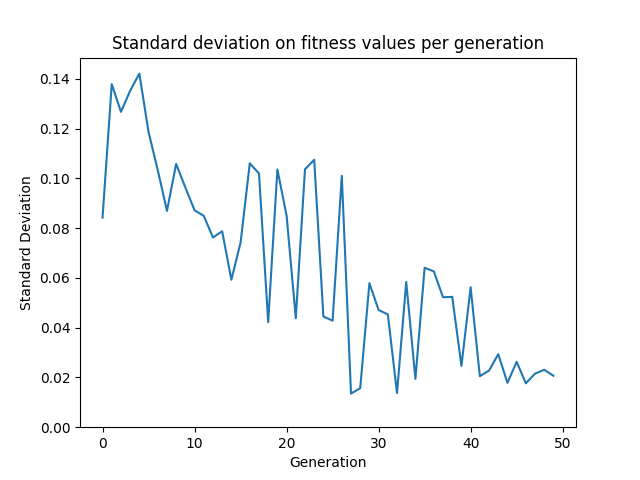 Standard deviation on fitness values per generation
0.14
0.12
0.10
0.08
0.06
0.04
0.02
0.00
Standard Deviation
0 10 20 30 40 50
Generation